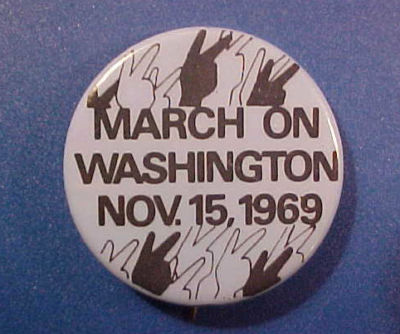 MARCH ON
WASHINGTON
NOV. 15, 1969